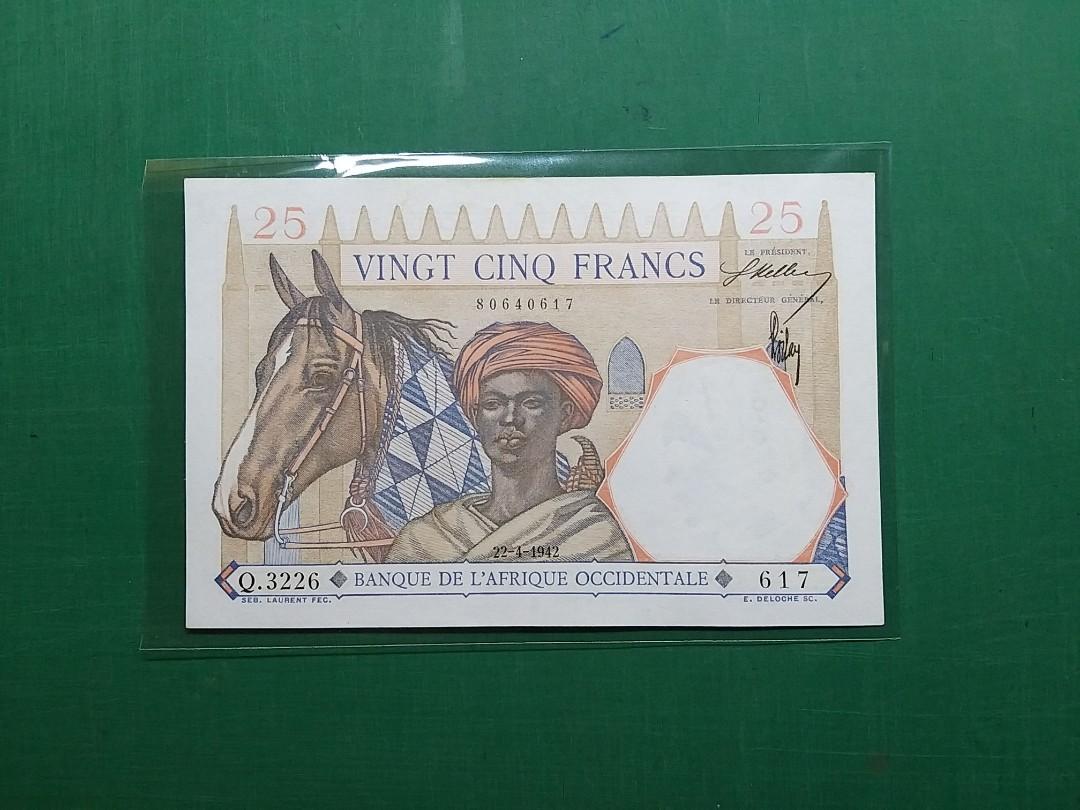 25 25
VINGT CINQ FRANCS
LE PRÉSIDENT,
80640617
LE DIRECTEUR GÉNÉRAL,
22-4-1942
Q.3226 BANQUE DE L'AFRIQUE OCCIDENTALE 617
SÉB. LAURENT FEC. E. DELOCHE SC.